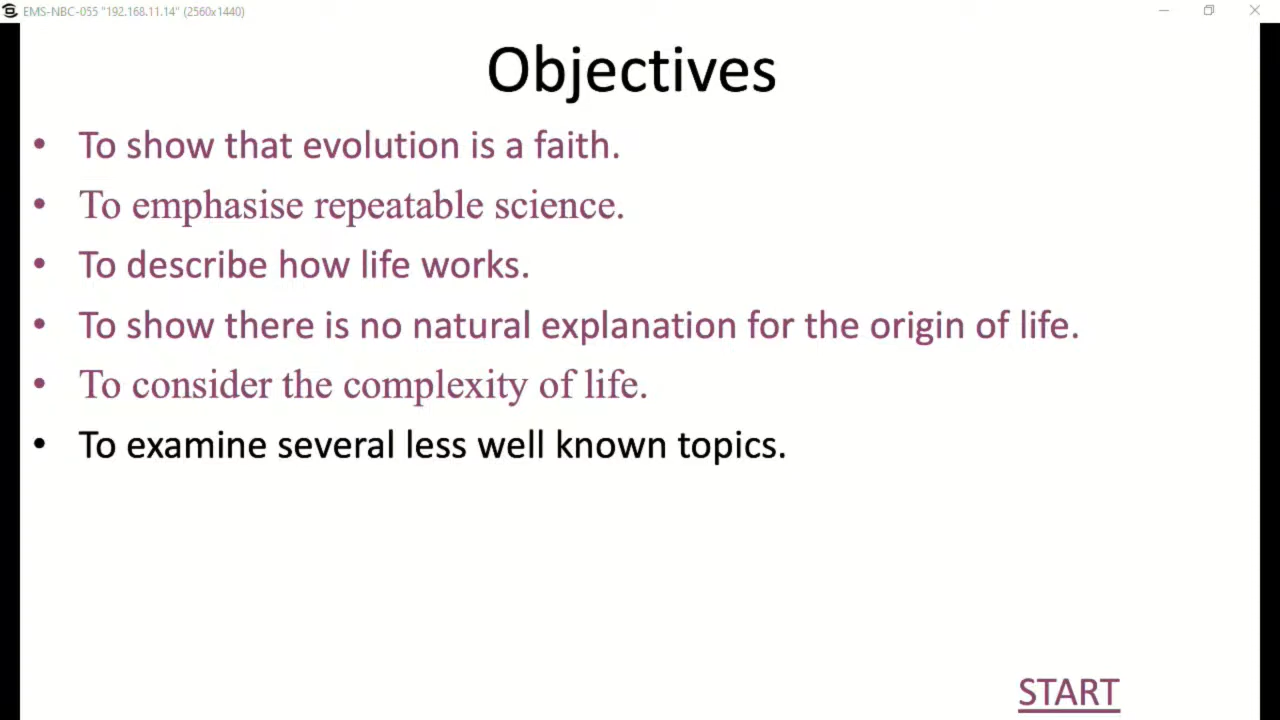 EMS-NBC-055 "192.168.11.14" (2560x1440)
Objectives
• To show that evolution is a faith.
• To emphasise repeatable science.
• To describe how life works.
• To show there is no natural explanation for the origin of life.
• To consider the complexity of life.
• To examine several less well known topics.
START